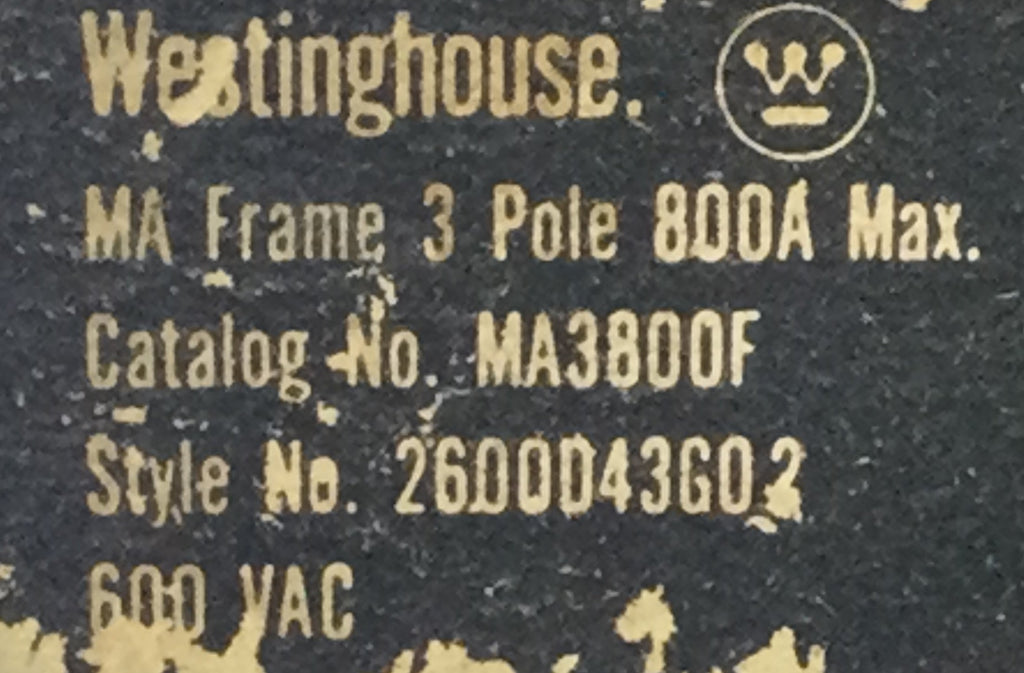 Westinghouse.
MA Frame 3 Pole 800A Max.
Catalog No. MA3800F
Style No. 2600D43G02
600 VAC